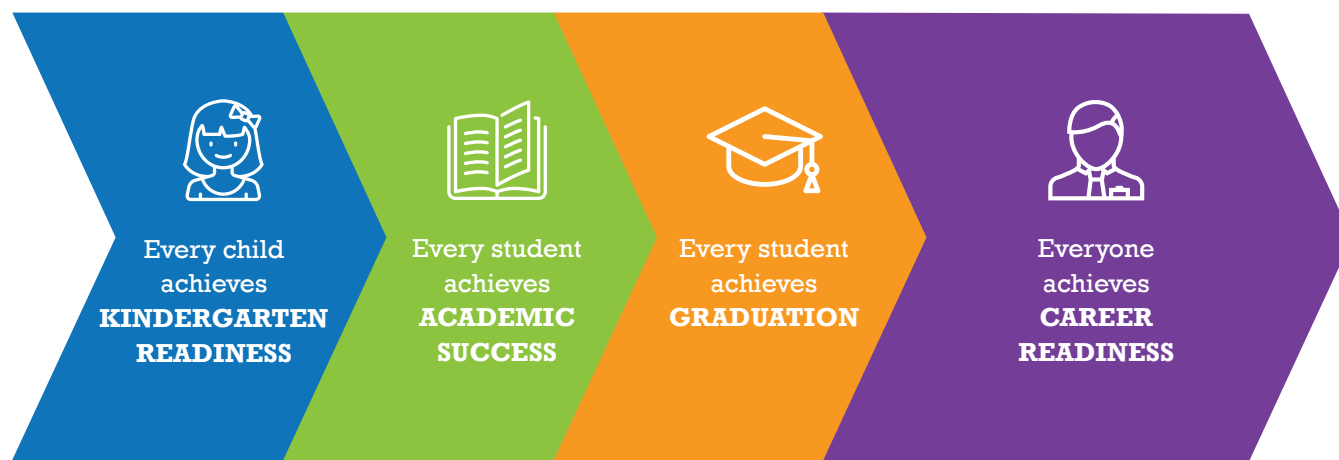 Every child
achieves
KINDERGARTEN
READINESS
Every student
achieves
ACADEMIC
SUCCESS
Every student
achieves
GRADUATION
Everyone
achieves
CAREER
READINESS